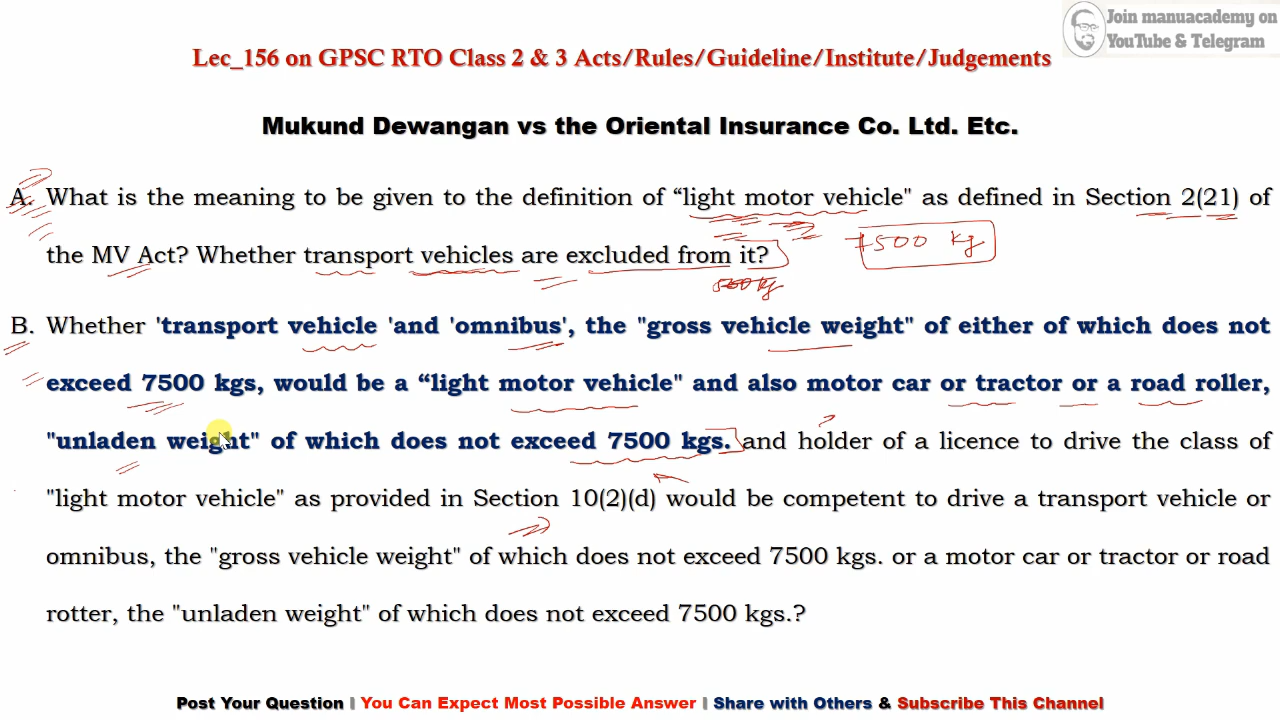 Join manuacademy on
YouTube & Telegram
Lec_156 on GPSC RTO Class 2 & 3 Acts/Rules/Guideline/Institute/Judgements
Mukund Dewangan vs the Oriental Insurance Co. Ltd. Etc.
A. What is the meaning to be given to the definition of “light motor vehicle" as defined in Section 2(21) of
the MV Act? Whether transport vehicles are excluded from it?
7500 kg
B. Whether 'transport vehicle 'and 'omnibus', the "gross vehicle weight" of either of which does not
exceed 7500 kgs, would be a “light motor vehicle" and also motor car or tractor or a road roller,
"unladen weight" of which does not exceed 7500 kgs. and holder of a licence to drive the class of
"light motor vehicle" as provided in Section 10(2)(d) would be competent to drive a transport vehicle or
omnibus, the "gross vehicle weight" of which does not exceed 7500 kgs. or a motor car or tractor or road
rotter, the "unladen weight" of which does not exceed 7500 kgs.?
Post Your Question | You Can Expect Most Possible Answer | Share with Others & Subscribe This Channel